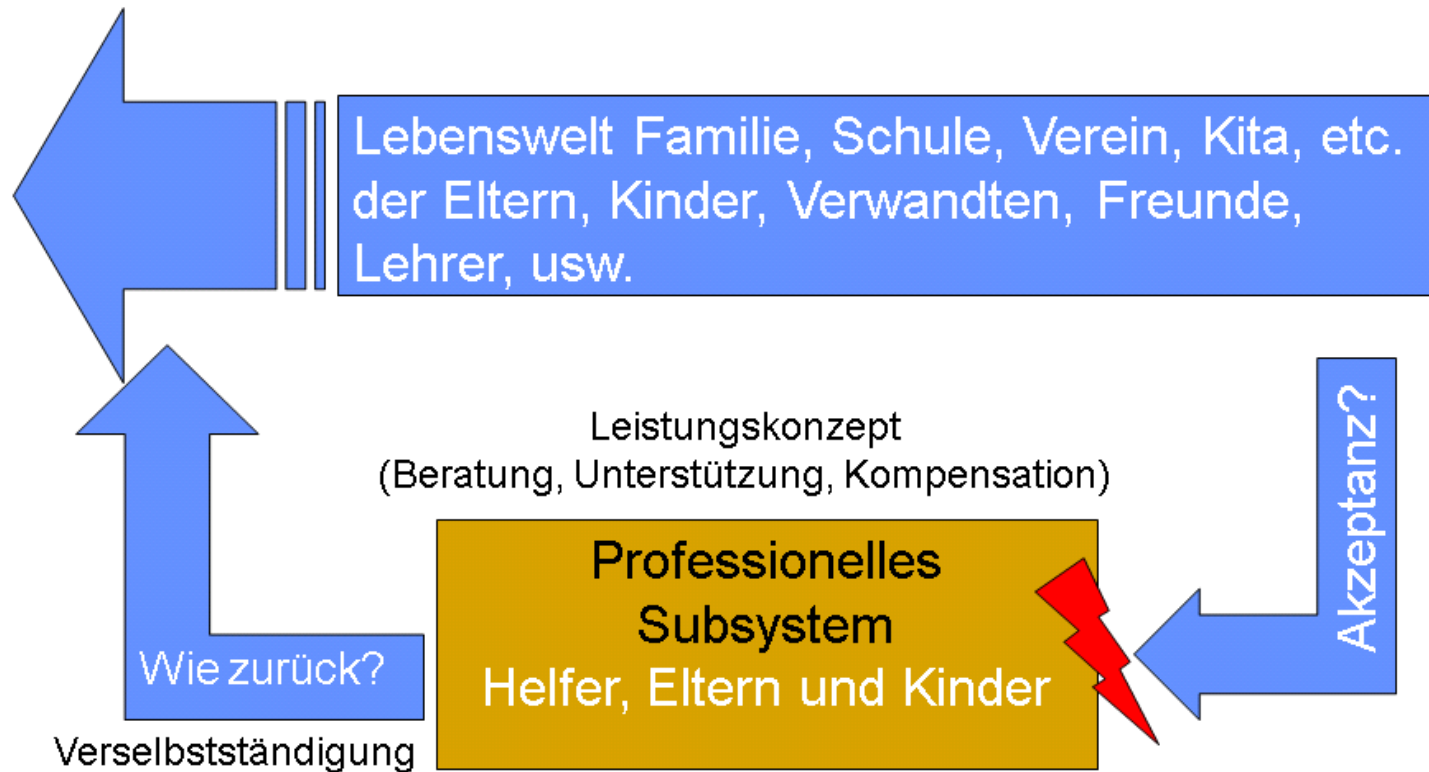 Lebenswelt Familie, Schule, Verein, Kita, etc.
der Eltern, Kinder, Verwandten, Freunde,
Lehrer, usw.
Akzeptanz?
Leistungskonzept
(Beratung, Unterstützung, Kompensation)
Professionelles
Subsystem
Helfer, Eltern und Kinder
Wie zurück?
Verselbstständigung